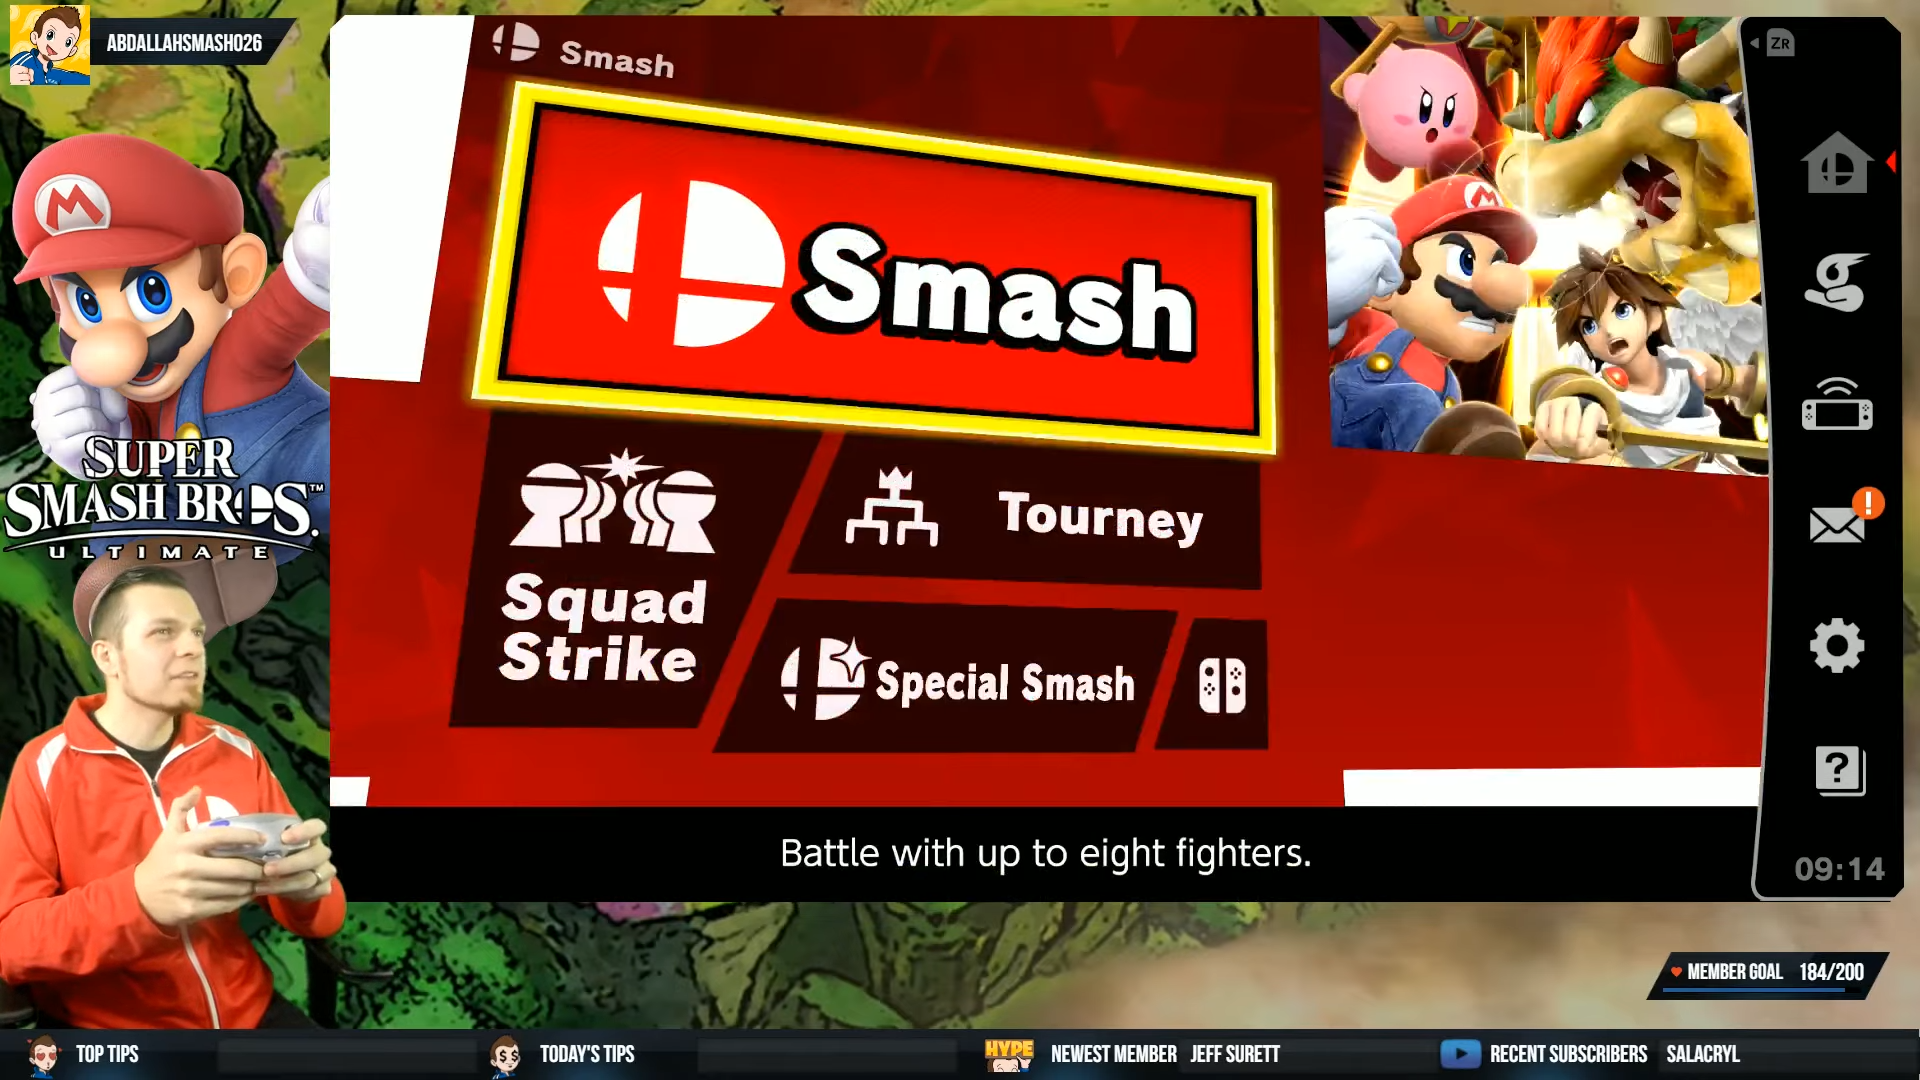 ABDALLAHSMASH026
Smash
ZR
Smash
SUPER
SMASH BROS.™
ULTIMATE
Squad
Strike
Tourney
Special Smash
Battle with up to eight fighters.
09:14
MEMBER GOAL 184/200
TOP TIPS
TODAY'S TIPS
HYPE
NEWEST MEMBER JEFF SURETT
RECENT SUBSCRIBERS SALACRYL